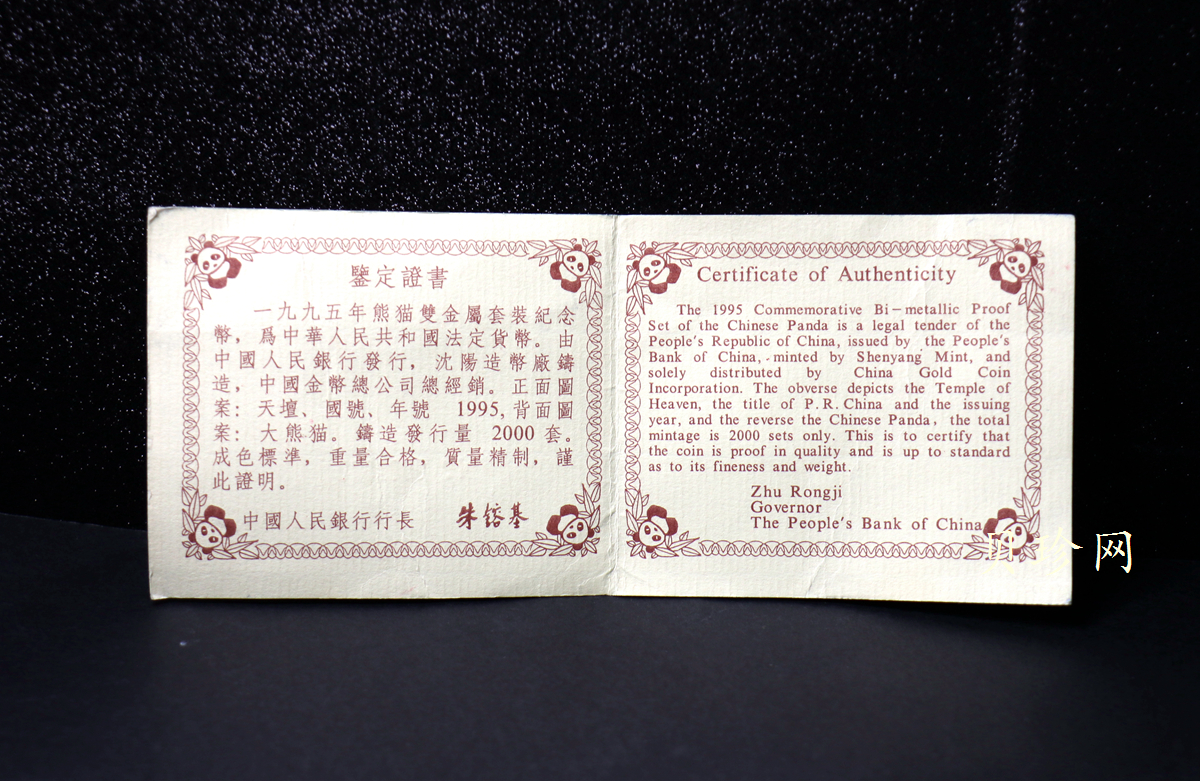 鑒定證書
一九九五年熊猫雙金屬套裝紀念
幣，爲中華人民共和國法定貨幣。由
中國人民銀行發行，沈陽造幣廠鑄
造，中國金幣總公司總經銷。正面圖
案：天壇、國號、年號 1995,背面圖
案：大熊猫。鑄造發行量 2000 套。
成色標準，重量合格，質量精制，謹
此證明。
中國人民銀行行長 朱鎔基
Certificate of Authenticity
The 1995 Commemorative Bi-metallic Proof
Set of the Chinese Panda is a legal tender of the
People's Republic of China, issued by the People's
Bank of China, minted by Shenyang Mint, and
solely distributed by China Gold Coin
Incorporation. The obverse depicts the Temple of
Heaven, the title of P.R.China and the issuing
year, and the reverse the Chinese Panda, the total
mintage is 2000 sets only. This is to certify that
the coin is proof in quality and is up to standard
as to its fineness and weight.
Zhu Rongji
Governor
The People's Bank of China
网